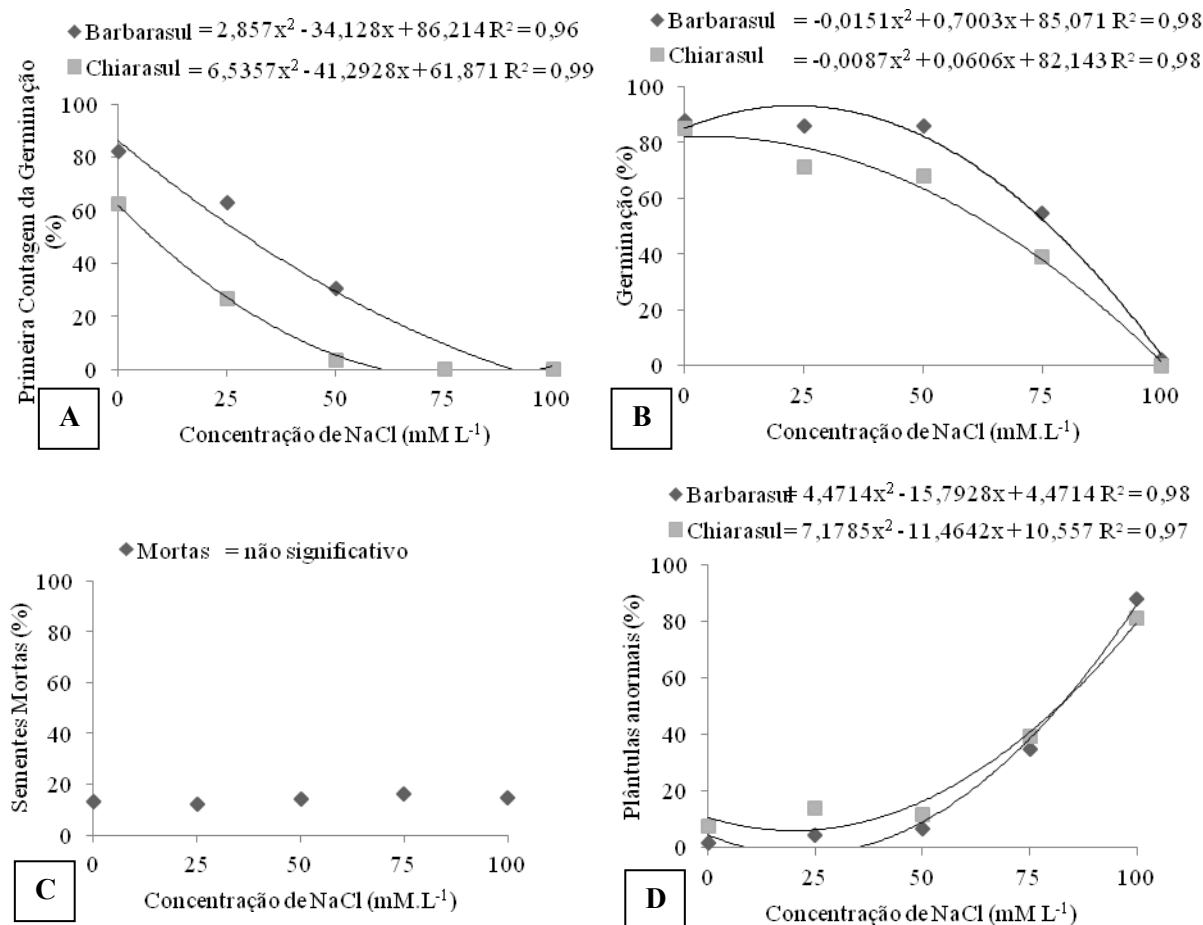 Barbarasul = 2,857x² - 34,128x + 86,214 R² = 0,96
Chiarasul = 6,5357x² - 41,2928x + 61,871 R² = 0,99
Primeira Contagem da Germinação
(%)
100
80
60
40
20
0
0 25 50 75 100
Concentração de NaCl (mM L⁻¹)
A
Barbarasul = -0,0151x² + 0,7003x + 85,071 R² = 0,98
Chiarasul = -0,0087x² + 0,0606x + 82,143 R² = 0,98
Germinação (%)
100
80
60
40
20
0
0 25 50 75 100
Concentração de NaCl (mM.L⁻¹)
B
Mortas = não significativo
Sementes Mortas (%)
100
80
60
40
20
0
0 25 50 75 100
Concentração de NaCl (mM.L⁻¹)
C
Barbarasul = 4,4714x² - 15,7928x + 4,4714 R² = 0,98
Chiarasul = 7,1785x² - 11,4642x + 10,557 R² = 0,97
Plântulas anormais (%)
100
80
60
40
20
0
0 25 50 75 100
Concentração de NaCl (mM.L⁻¹)
D